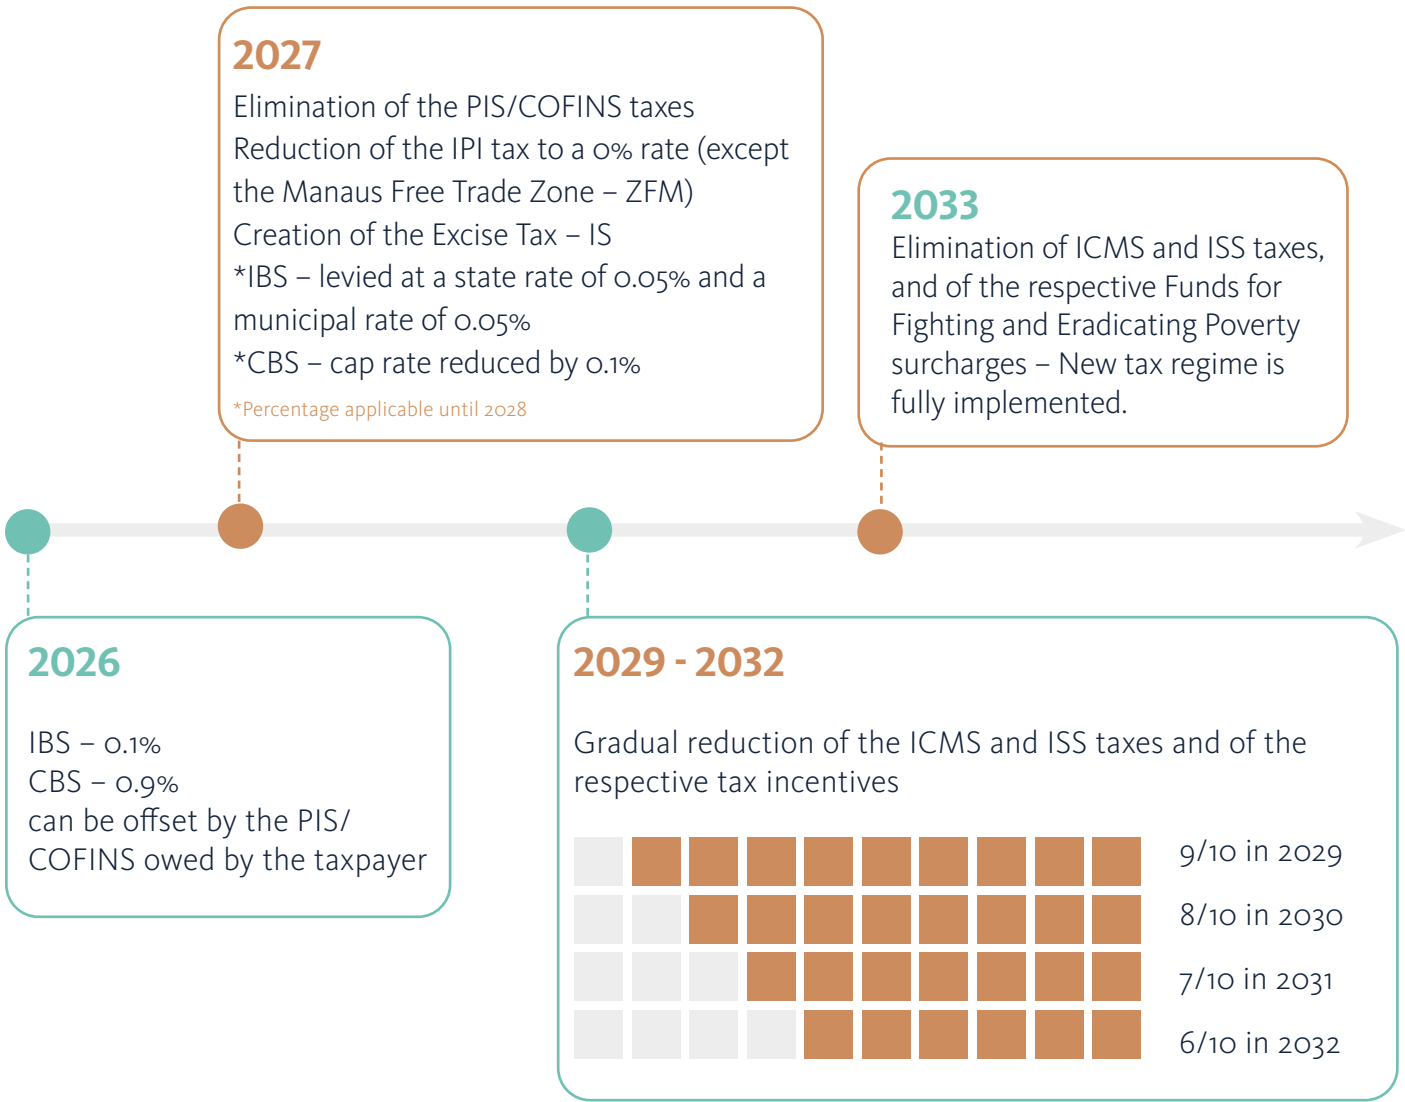 2027
Elimination of the PIS/COFINS taxes
Reduction of the IPI tax to a 0% rate (except
the Manaus Free Trade Zone – ZFM)
Creation of the Excise Tax – IS
*IBS – levied at a state rate of 0.05% and a
municipal rate of 0.05%
*CBS – cap rate reduced by 0.1%
*Percentage applicable until 2028
2033
Elimination of ICMS and ISS taxes,
and of the respective Funds for
Fighting and Eradicating Poverty
surcharges – New tax regime is
fully implemented.
2026
IBS – 0.1%
CBS – 0.9%
can be offset by the PIS/
COFINS owed by the taxpayer
2029 - 2032
Gradual reduction of the ICMS and ISS taxes and of the
respective tax incentives
9/10 in 2029
8/10 in 2030
7/10 in 2031
6/10 in 2032